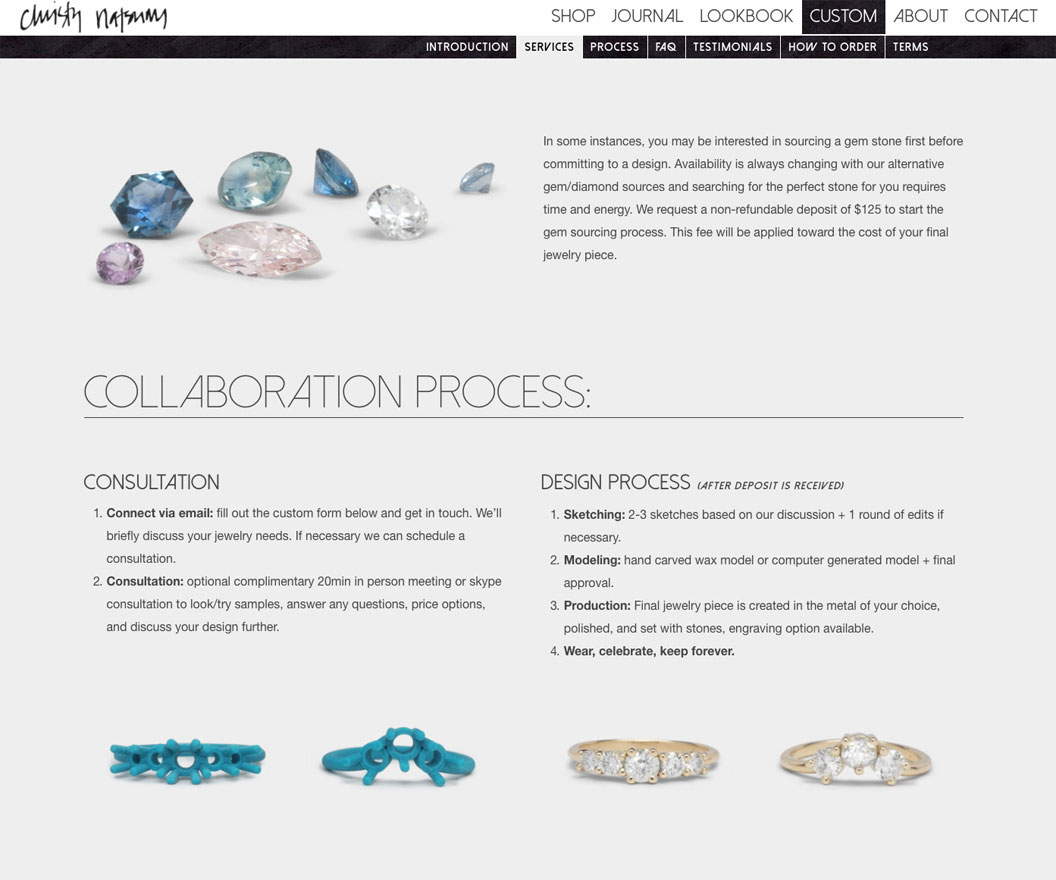 Christy Natsumi
SHOP JOURNAL LOOKBOOK CUSTOM ABOUT CONTACT
INTRODUCTION SERVICES PROCESS FAQ TESTIMONIALS HOW TO ORDER TERMS
In some instances, you may be interested in sourcing a gem stone first before
committing to a design. Availability is always changing with our alternative
gem/diamond sources and searching for the perfect stone for you requires
time and energy. We request a non-refundable deposit of $125 to start the
gem sourcing process. This fee will be applied toward the cost of your final
jewelry piece.
COLLABORATION PROCESS:
CONSULTATION
1. Connect via email: fill out the custom form below and get in touch. We'll
briefly discuss your jewelry needs. If necessary we can schedule a
consultation.
2. Consultation: optional complimentary 20min in person meeting or skype
consultation to look/try samples, answer any questions, price options,
and discuss your design further.
DESIGN PROCESS (AFTER DEPOSIT IS RECEIVED)
1. Sketching: 2-3 sketches based on our discussion + 1 round of edits if
necessary.
2. Modeling: hand carved wax model or computer generated model + final
approval.
3. Production: Final jewelry piece is created in the metal of your choice,
polished, and set with stones, engraving option available.
4. Wear, celebrate, keep forever.